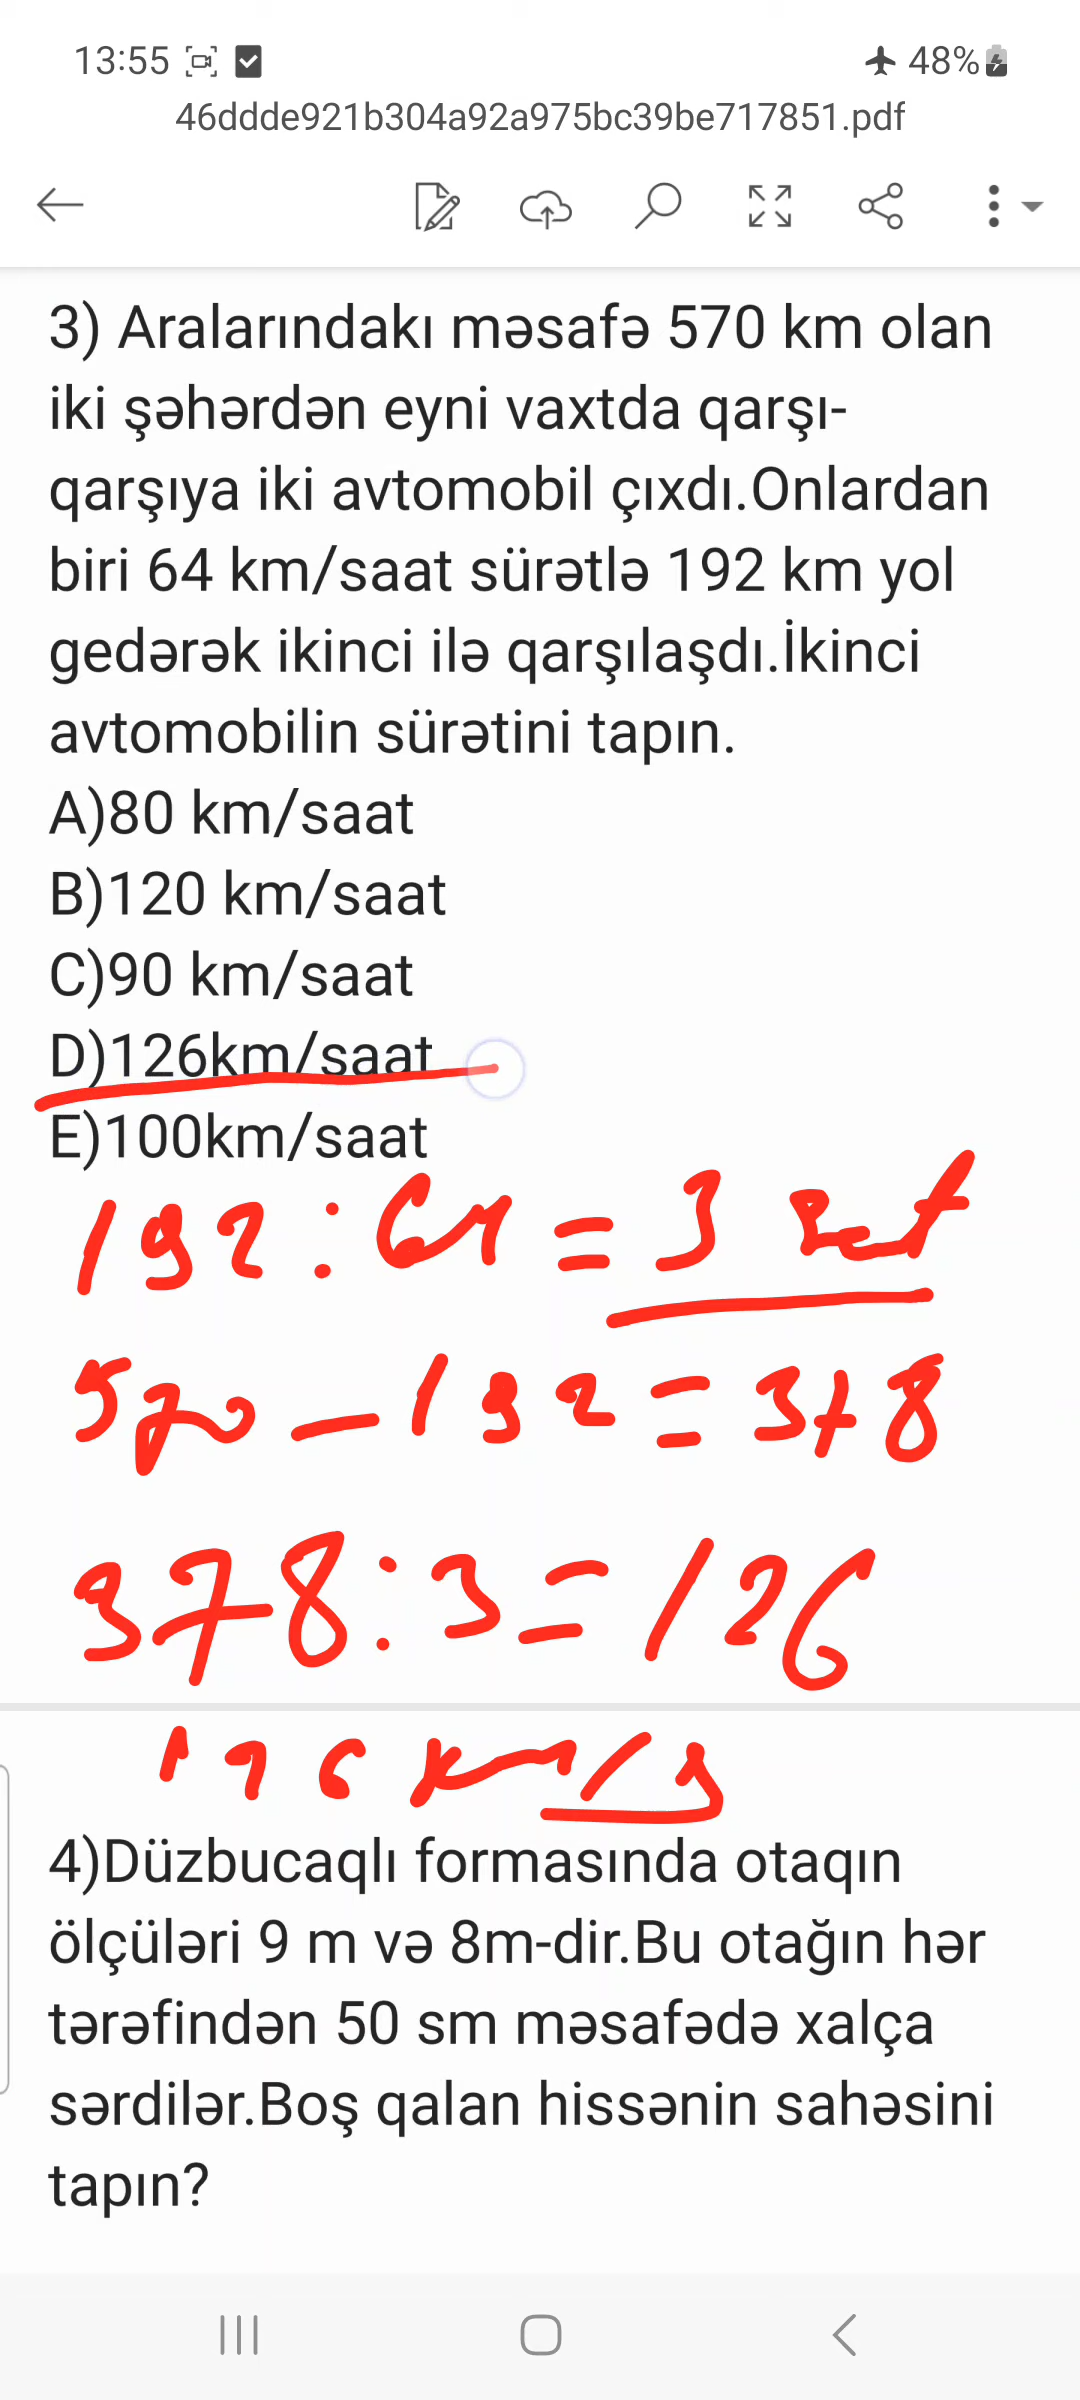 13:55
48%
46ddde921b304a92a975bc39be717851.pdf
3) Aralarındakı məsafə 570 km olan
iki şəhərdən eyni vaxtda qarşı-
qarşıya iki avtomobil çıxdı.Onlardan
biri 64 km/saat sürətlə 192 km yol
gedərək ikinci ilə qarşılaşdı.İkinci
avtomobilin sürətini tapın.
A)80 km/saat
B)120 km/saat
C)90 km/saat
D)126km/saat
E)100km/saat
192 : 64 = 3 saat
570 - 192 = 378
378 : 3 = 126
126 km/s
4)Düzbucaqlı formasında otaqın
ölçüləri 9 m və 8m-dir.Bu otağın hər
tərəfindən 50 sm məsafədə xalça
sərdilər.Boş qalan hissənin sahəsini
tapın?